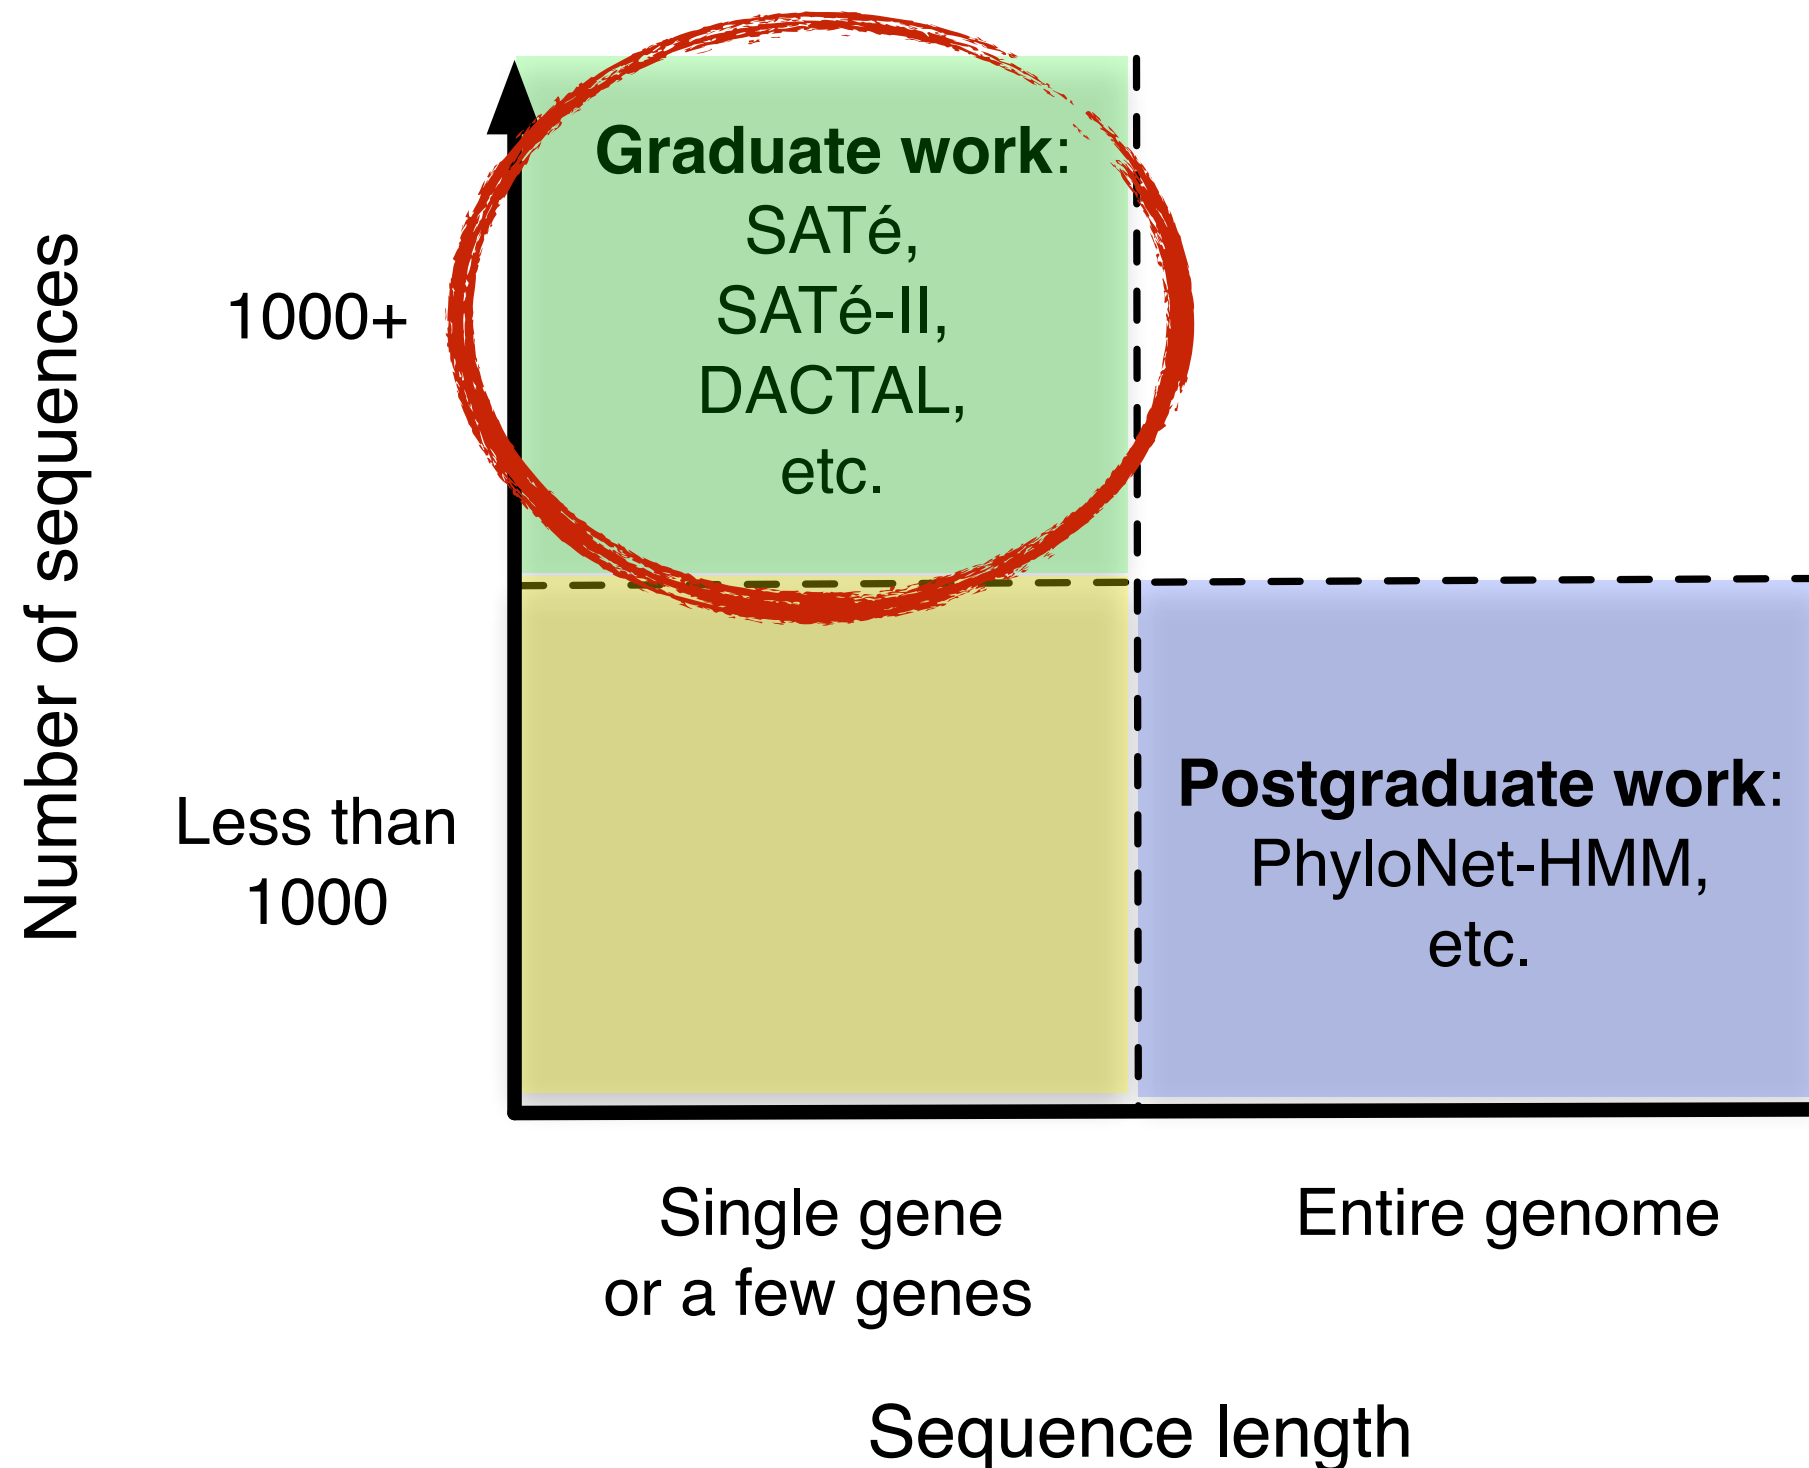 Number of sequences
1000+
Less than
1000
Graduate work:
SATé,
SATé-II,
DACTAL,
etc.
Postgraduate work:
PhyloNet-HMM,
etc.
Single gene
or a few genes
Entire genome
Sequence length